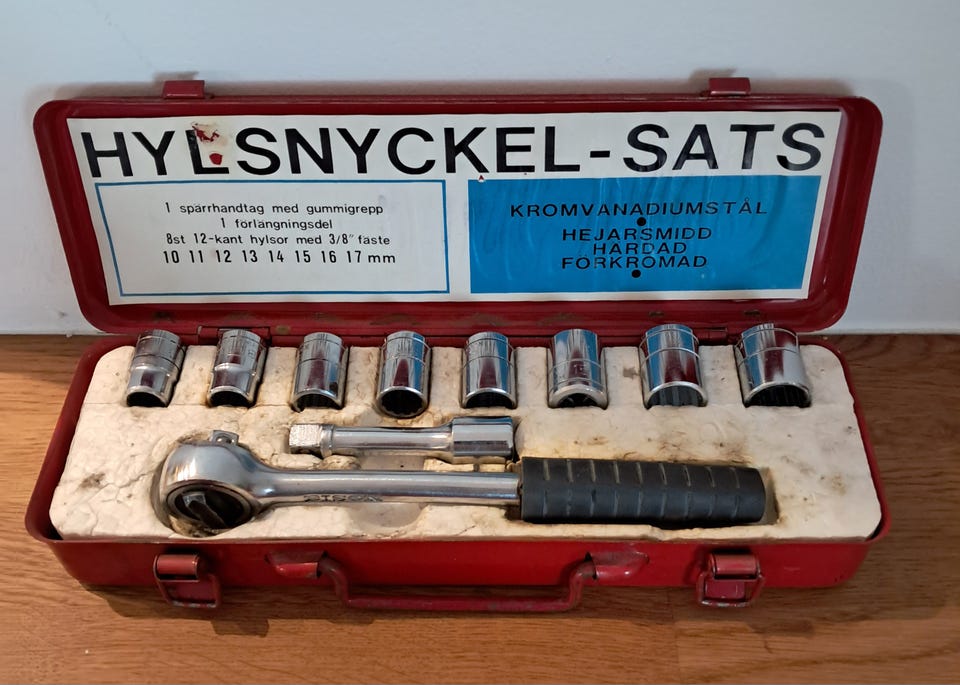 HYLSNYCKEL-SATS
1 spärrhandtag med gummigrepp
1 förlängningsdel
8st 12-kant hylsor med 3/8" fäste
10 11 12 13 14 15 16 17 mm
KROMVANADIUMSTÅL
HEJARSMIDD
HÄRDAD
FÖRKROMAD